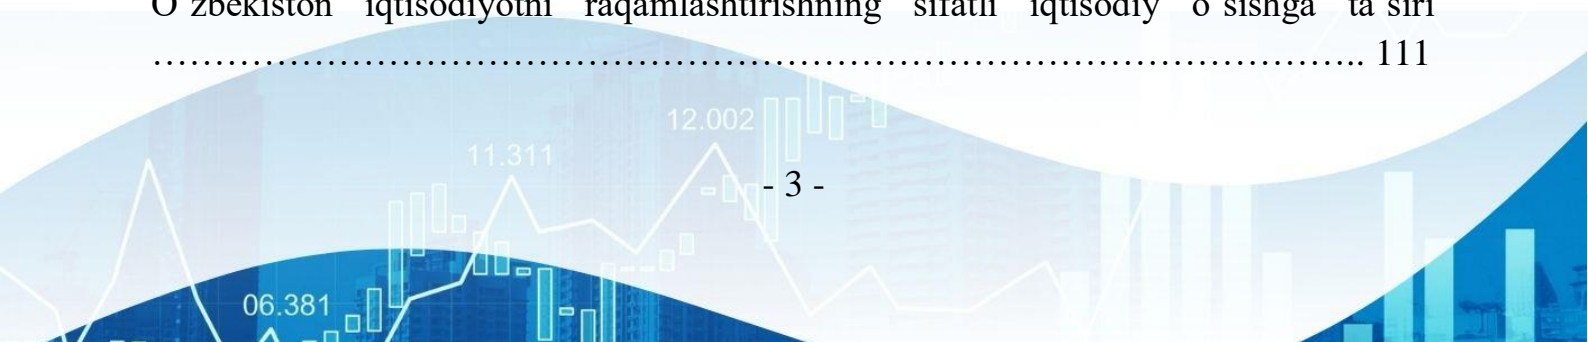 O‘zbekiston iqtisodiyotni raqamlashtirishning sifatli iqtisodiy o‘sishga ta’siri
……………………………………………………………………………………….. 111
12.002
11.311
- 3 -
06.381